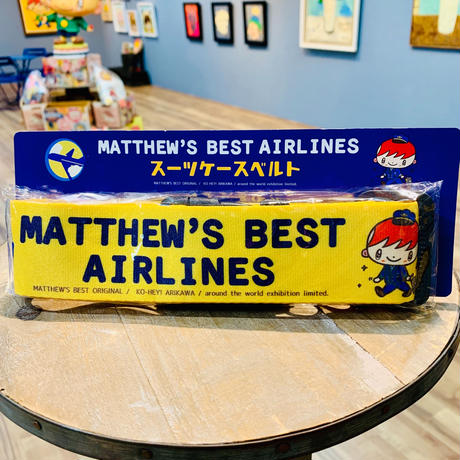 MATTHEW'S BEST AIRLINES
スーツケースベルト
MATTHEW'S BEST ORIGINAL / KO-HEY! ARIKAWA / around the world exhibition limited.
MATTHEW'S BEST
AIRLINES
MATTHEW'S BEST ORIGINAL / KO-HEY! ARIKAWA / around the world exhibition limited.